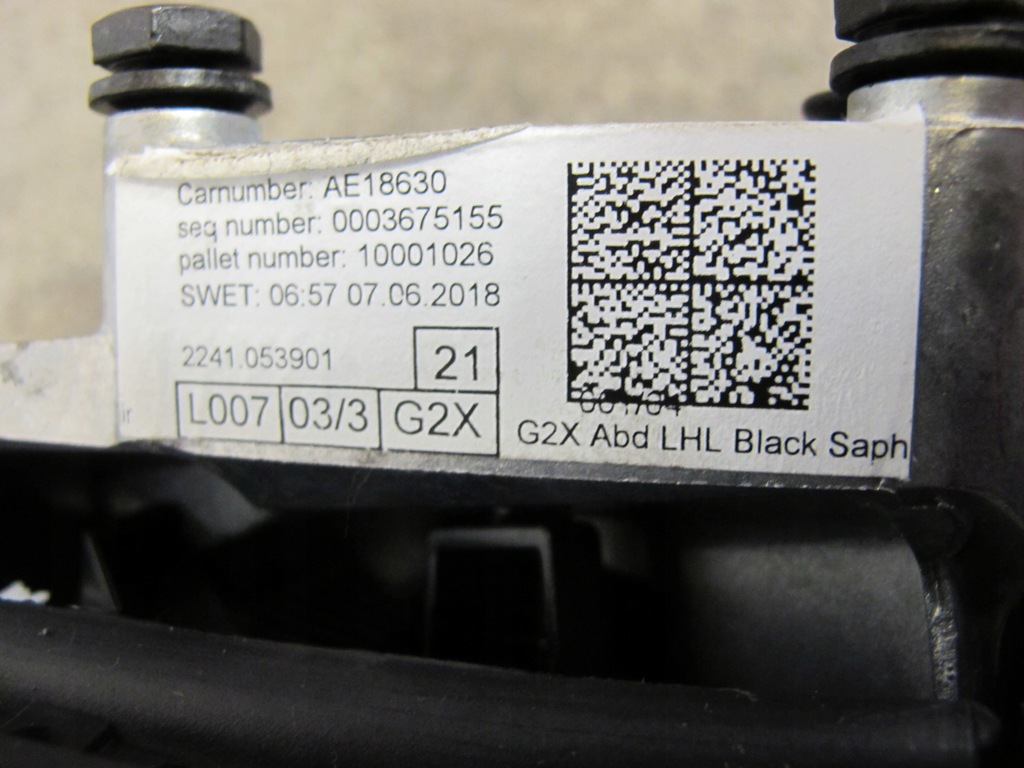 Carnumber: AE18630
seq number: 0003675155
pallet number: 10001026
SWET: 06:57 07.06.2018
2241.053901
21
L007 03/3 G2X
ir
G2X Abd LHL Black Saph